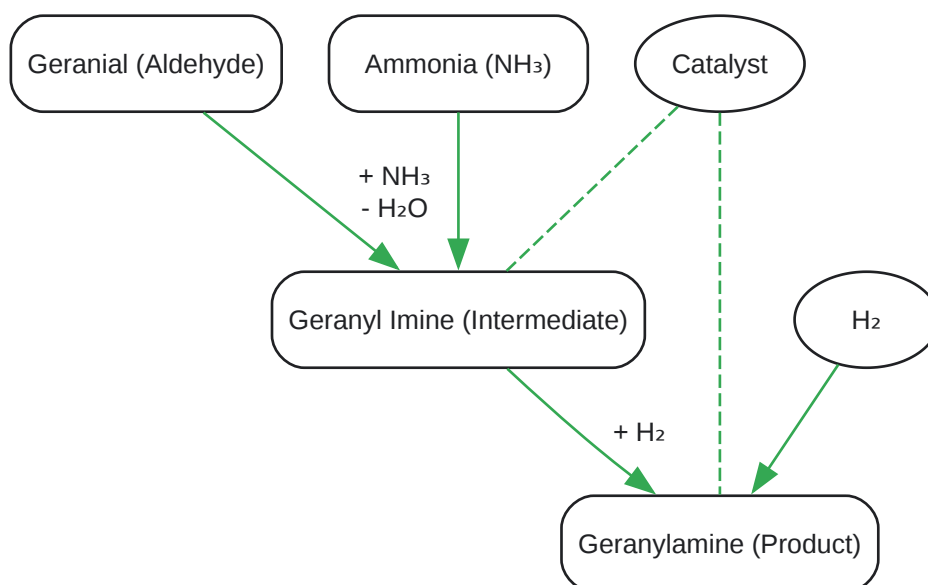 Geranial (Aldehyde)
Ammonia (NH₃)
Catalyst
+ NH₃
- H₂O
Geranyl Imine (Intermediate)
H₂
+ H₂
Geranylamine (Product)